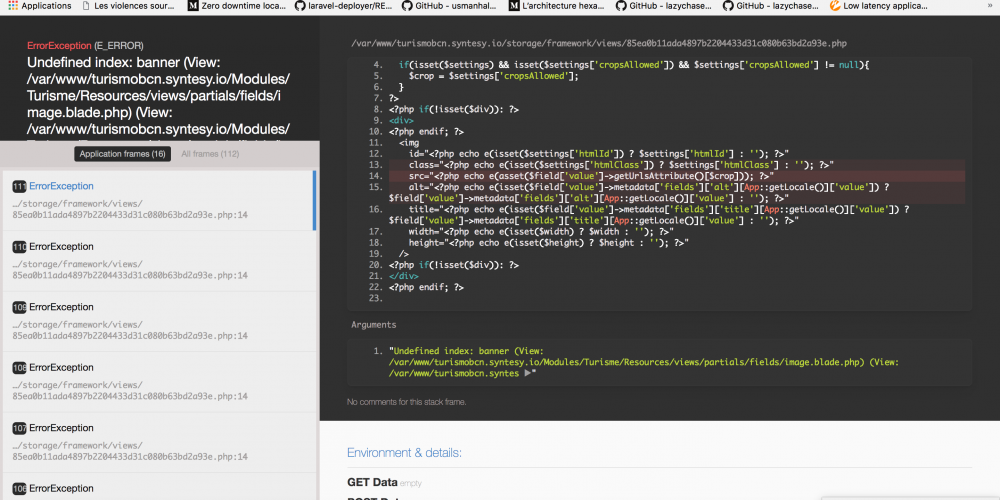 Applications
Les violences sour...
Zero downtime loca...
laravel-deployer/RE...
GitHub - usmanhal...
L'architecture hexa...
GitHub - lazychase...
GitHub - lazychase...
Low latency applica...
»
ErrorException (E_ERROR)
Undefined index: banner (View:
/var/www/turismobcn.syntesy.io/Modules/
Turisme/Resources/views/partials/fields/i
mage.blade.php) (View:
/var/www/turismobcn.syntesy.io/Modules/
Application frames (16)
All frames (112)
111 ErrorException
…/storage/framework/views/
85ea0b11ada4897b2204433d31c080b63bd2a93e.php:14
110 ErrorException
…/storage/framework/views/
85ea0b11ada4897b2204433d31c080b63bd2a93e.php:14
109 ErrorException
…/storage/framework/views/
85ea0b11ada4897b2204433d31c080b63bd2a93e.php:14
108 ErrorException
…/storage/framework/views/
85ea0b11ada4897b2204433d31c080b63bd2a93e.php:14
107 ErrorException
…/storage/framework/views/
85ea0b11ada4897b2204433d31c080b63bd2a93e.php:14
106 ErrorException
/var/www/turismobcn.syntesy.io/storage/framework/views/85ea0b11ada4897b2204433d31c080b63bd2a93e.php
4. if(isset($settings) && isset($settings['cropsAllowed']) && $settings['cropsAllowed'] != null){
5. $crop = $settings['cropsAllowed'];
6. }
7. ?>
8. <?php if(!isset($div)): ?>
9. <div>
10. <?php endif; ?>
11. <img
12. id="<?php echo e(isset($settings['htmlId']) ? $settings['htmlId'] : ''); ?>"
13. class="<?php echo e(isset($settings['htmlClass']) ? $settings['htmlClass'] : ''); ?>"
14. src="<?php echo e(asset($field['value']->getUrlsAttribute()[$crop])); ?>"
15. alt="<?php echo e(isset($field['value']->metadata['fields']['alt'][App::getLocale()]['value']) ?
$field['value']->metadata['fields']['alt'][App::getLocale()]['value'] : ''); ?>"
16. title="<?php echo e(isset($field['value']->metadata['fields']['title'][App::getLocale()]['value']) ?
$field['value']->metadata['fields']['title'][App::getLocale()]['value'] : ''); ?>"
17. width="<?php echo e(isset($width) ? $width : ''); ?>"
18. height="<?php echo e(isset($height) ? $height : ''); ?>"
19. />
20. <?php if(!isset($div)): ?>
21. </div>
22. <?php endif; ?>
23.
Arguments
1. "Undefined index: banner (View:
/var/www/turismobcn.syntesy.io/Modules/Turisme/Resources/views/partials/fields/image.blade.php) (View:
/var/www/turismobcn.syntes ▶"
No comments for this stack frame.
Environment & details:
GET Data empty